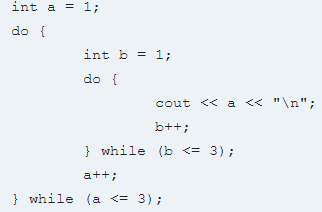 int a = 1;
do {
        int b = 1;
        do {
                cout << a << "\n";
                b++;
        } while (b <= 3);
        a++;
} while (a <= 3);